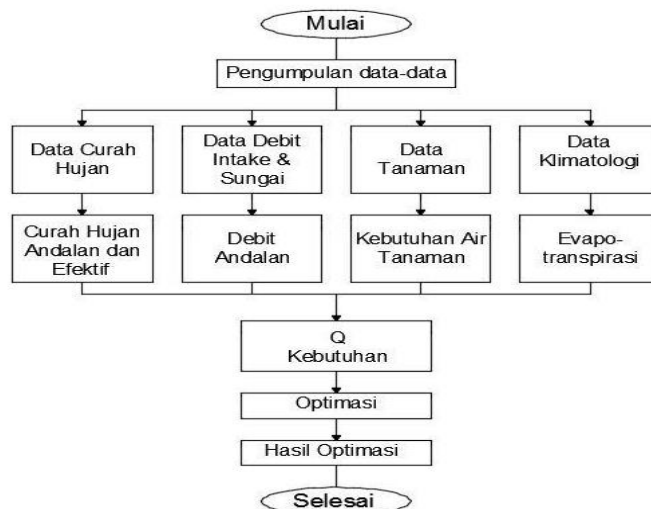 Mulai
Pengumpulan data-data
Data Curah
Hujan
Data Debit
Intake &
Sungai
Data
Tanaman
Data
Klimatologi
Curah Hujan
Andalan dan
Efektif
Debit
Andalan
Kebutuhan Air
Tanaman
Evapo-
transpirasi
Q
Kebutuhan
Optimasi
Hasil Optimasi
Selesai